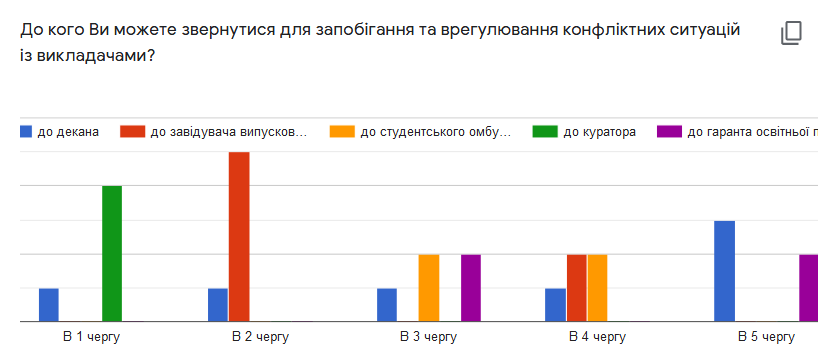 До кого Ви можете звернутися для запобігання та врегулювання конфліктних ситуацій
із викладачами?
до декана до завідувача випусков… до студентського омбу… до куратора до гаранта освітньої
В 1 чергу В 2 чергу В 3 чергу В 4 чергу В 5 чергу